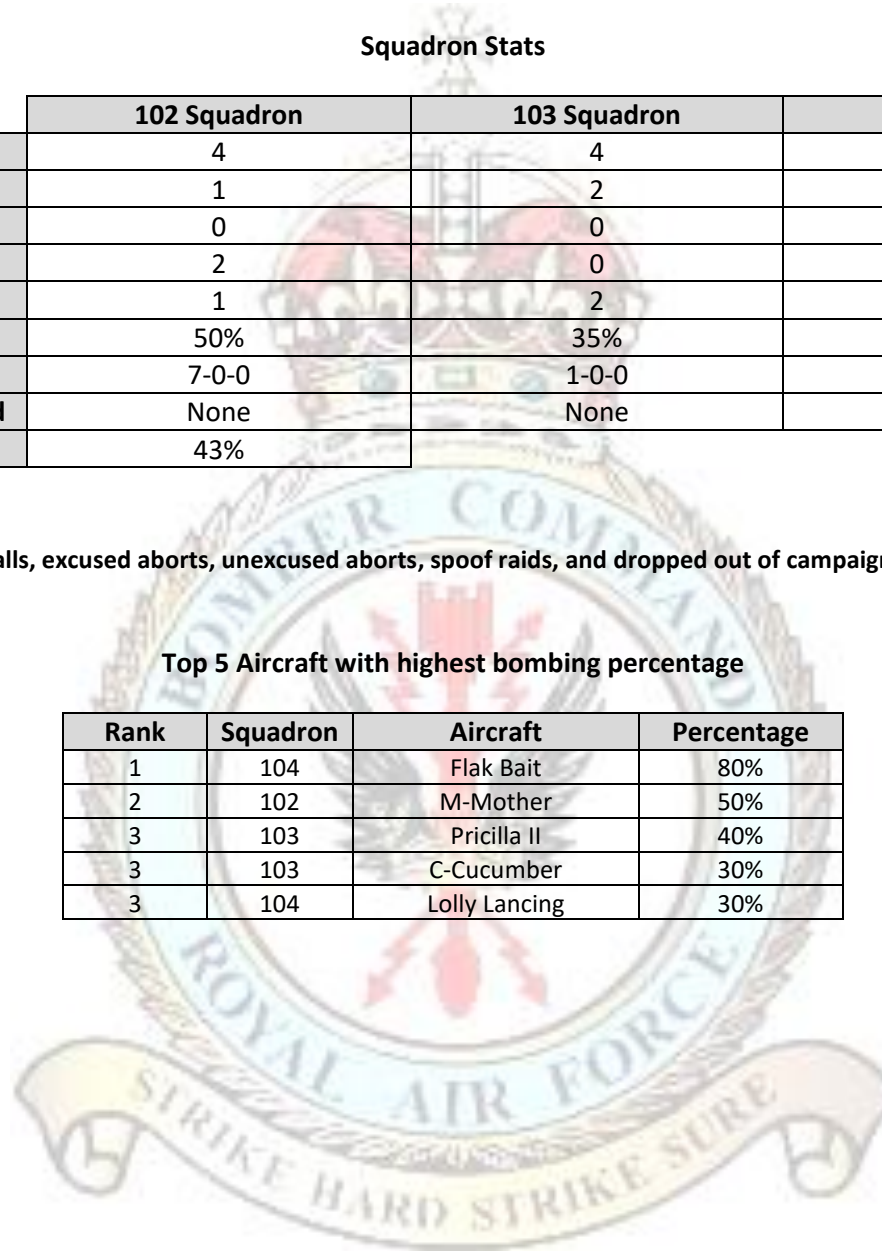 Squadron Stats
102 Squadron 103 Squadron
4 4
1 2
0 0
2 0
1 2
50% 35%
7-0-0 1-0-0
d None None
43%
alls, excused aborts, unexcused aborts, spoof raids, and dropped out of campaign
Top 5 Aircraft with highest bombing percentage
Rank Squadron Aircraft Percentage
1 104 Flak Bait 80%
2 102 M-Mother 50%
3 103 Pricilla II 40%
3 103 C-Cucumber 30%
3 104 Lolly Lancing 30%
BOMBER COMMAND
ROYAL AIR FORCE
STRIKE HARD STRIKE SURE